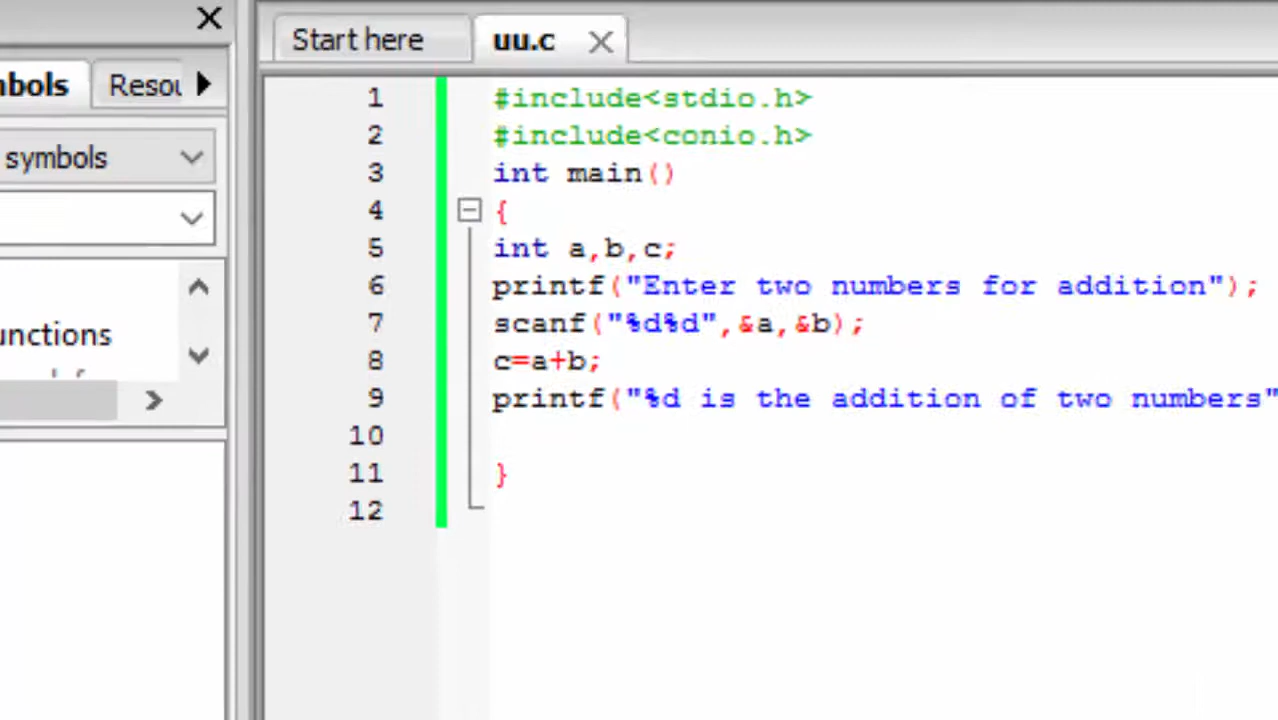 Start here
uu.c
mbols
Resou
symbols
unctions
1 #include<stdio.h>
2 #include<conio.h>
3 int main()
4 {
5 int a,b,c;
6 printf("Enter two numbers for addition");
7 scanf("%d%d",&a,&b);
8 c=a+b;
9 printf("%d is the addition of two numbers"
10
11 }
12